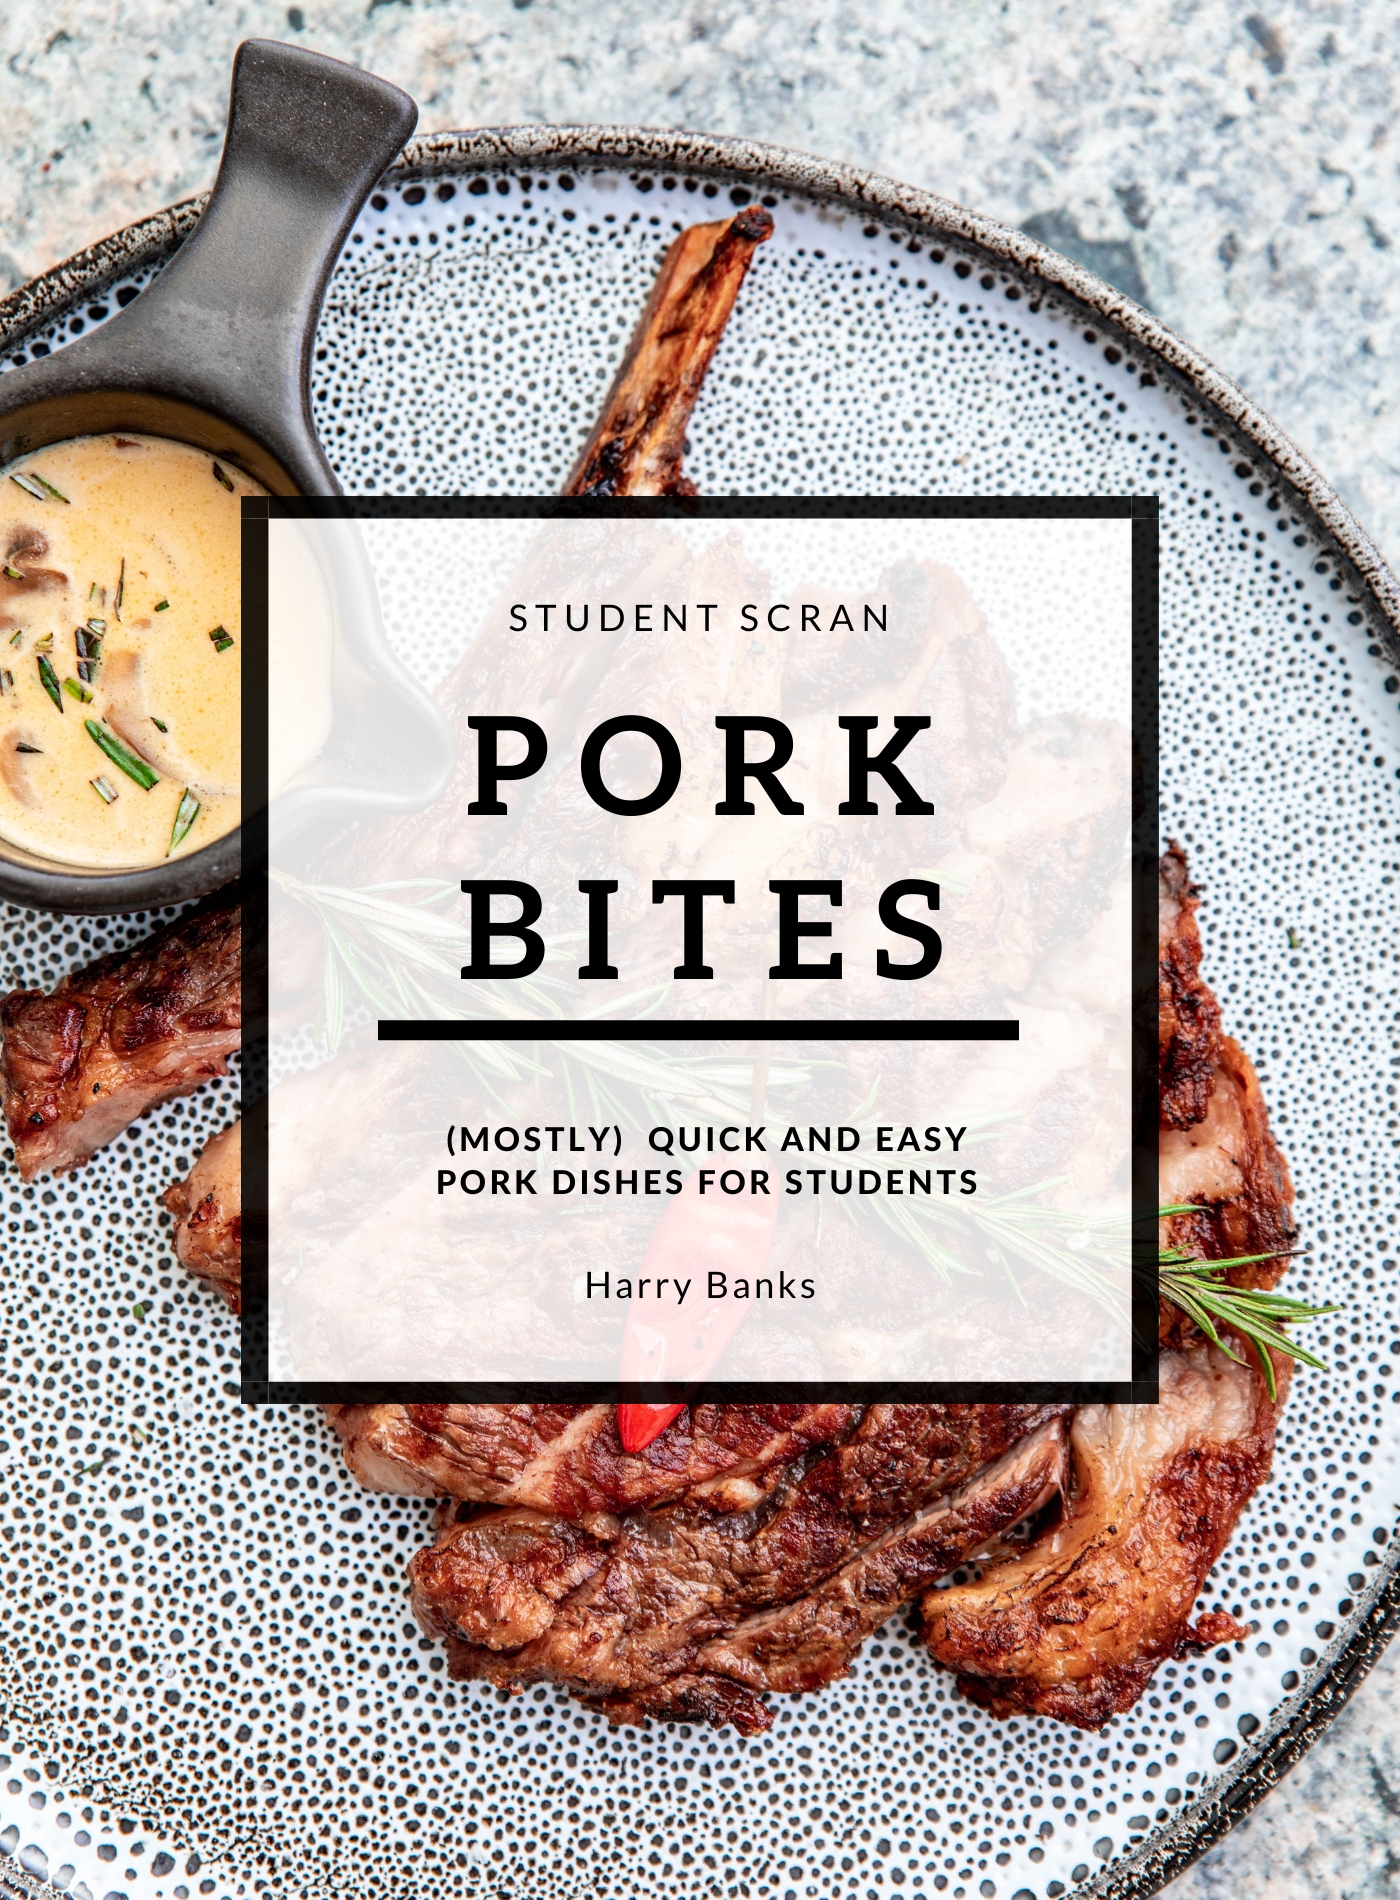 STUDENT SCRAN
PORK
BITES
(MOSTLY) QUICK AND EASY
PORK DISHES FOR STUDENTS
Harry Banks